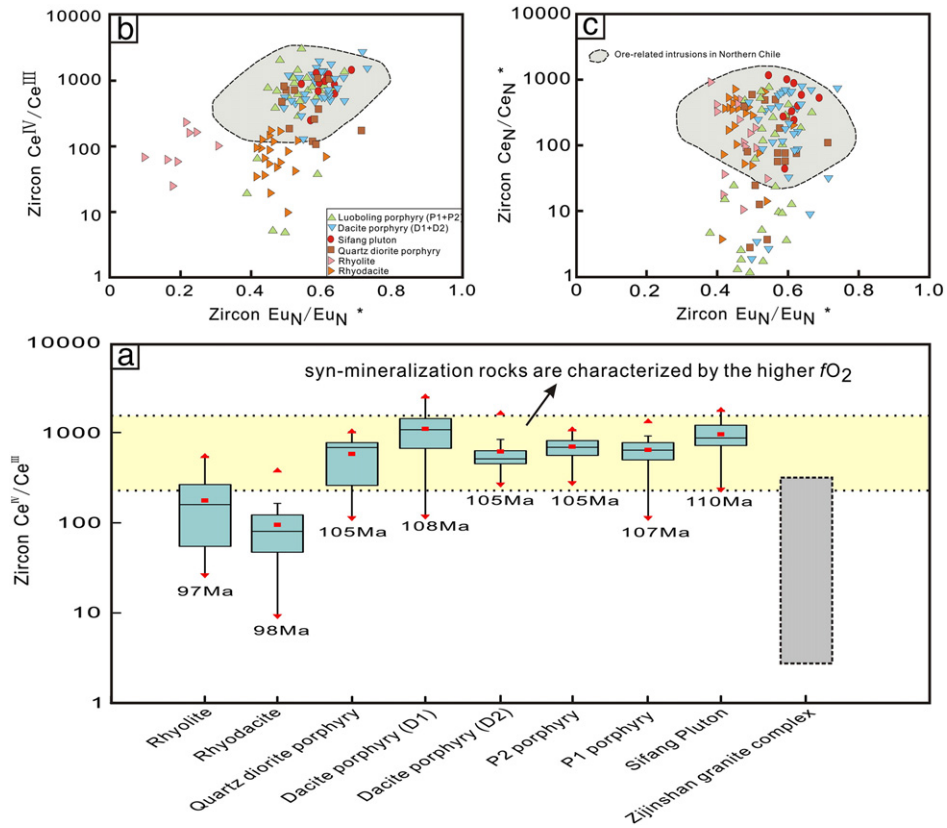 b
10000
1000
100
10
1
Zircon Ce^IV/Ce^III
0
0.2
0.4
0.6
0.8
1.0
Zircon Eu_N/Eu_N *
Luoboling porphyry (P1+P2)
Dacite porphyry (D1+D2)
Sifang pluton
Quartz diorite porphyry
Rhyolite
Rhyodacite
c
Ore-related intrusions in Northern Chile
10000
1000
100
10
1
Zircon Ce_N/Ce_N *
0
0.2
0.4
0.6
0.8
1.0
Zircon Eu_N/Eu_N *
a
10000
1000
100
10
1
Zircon Ce^IV/Ce^III
syn-mineralization rocks are characterized by the higher fO2
97Ma
98Ma
105Ma
108Ma
105Ma
105Ma
107Ma
110Ma
Rhyolite
Rhyodacite
Quartz diorite porphyry
Dacite porphyry (D1)
Dacite porphyry (D2)
P2 porphyry
P1 porphyry
Sifang Pluton
Zijinshan granite complex